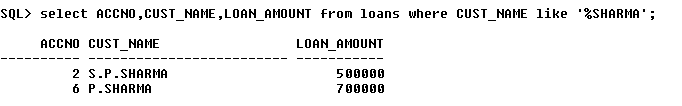 SQL> select ACCNO,CUST_NAME,LOAN_AMOUNT from loans where CUST_NAME like '%SHARMA';
ACCNO CUST_NAME LOAN_AMOUNT
---------- ------------------------- -----------
2 S.P.SHARMA 500000
6 P.SHARMA 700000